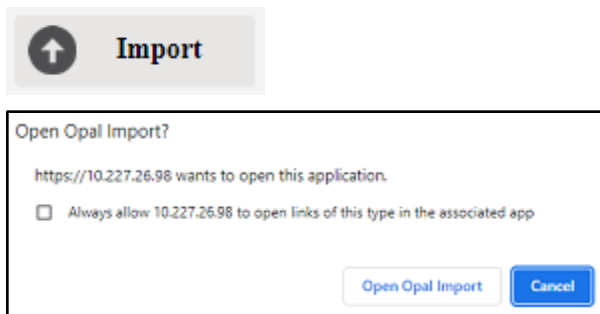 Import
Open Opal Import?
https://10.227.26.98 wants to open this application.
Always allow 10.227.26.98 to open links of this type in the associated app
Open Opal Import Cancel